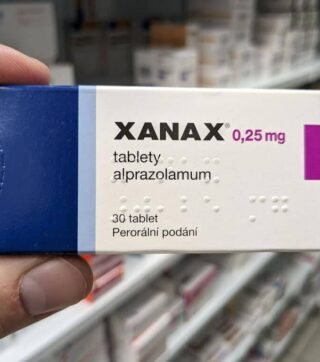 XANAX® 0,25 mg
tablety
alprazolamum
30 tablet
Perorální podání